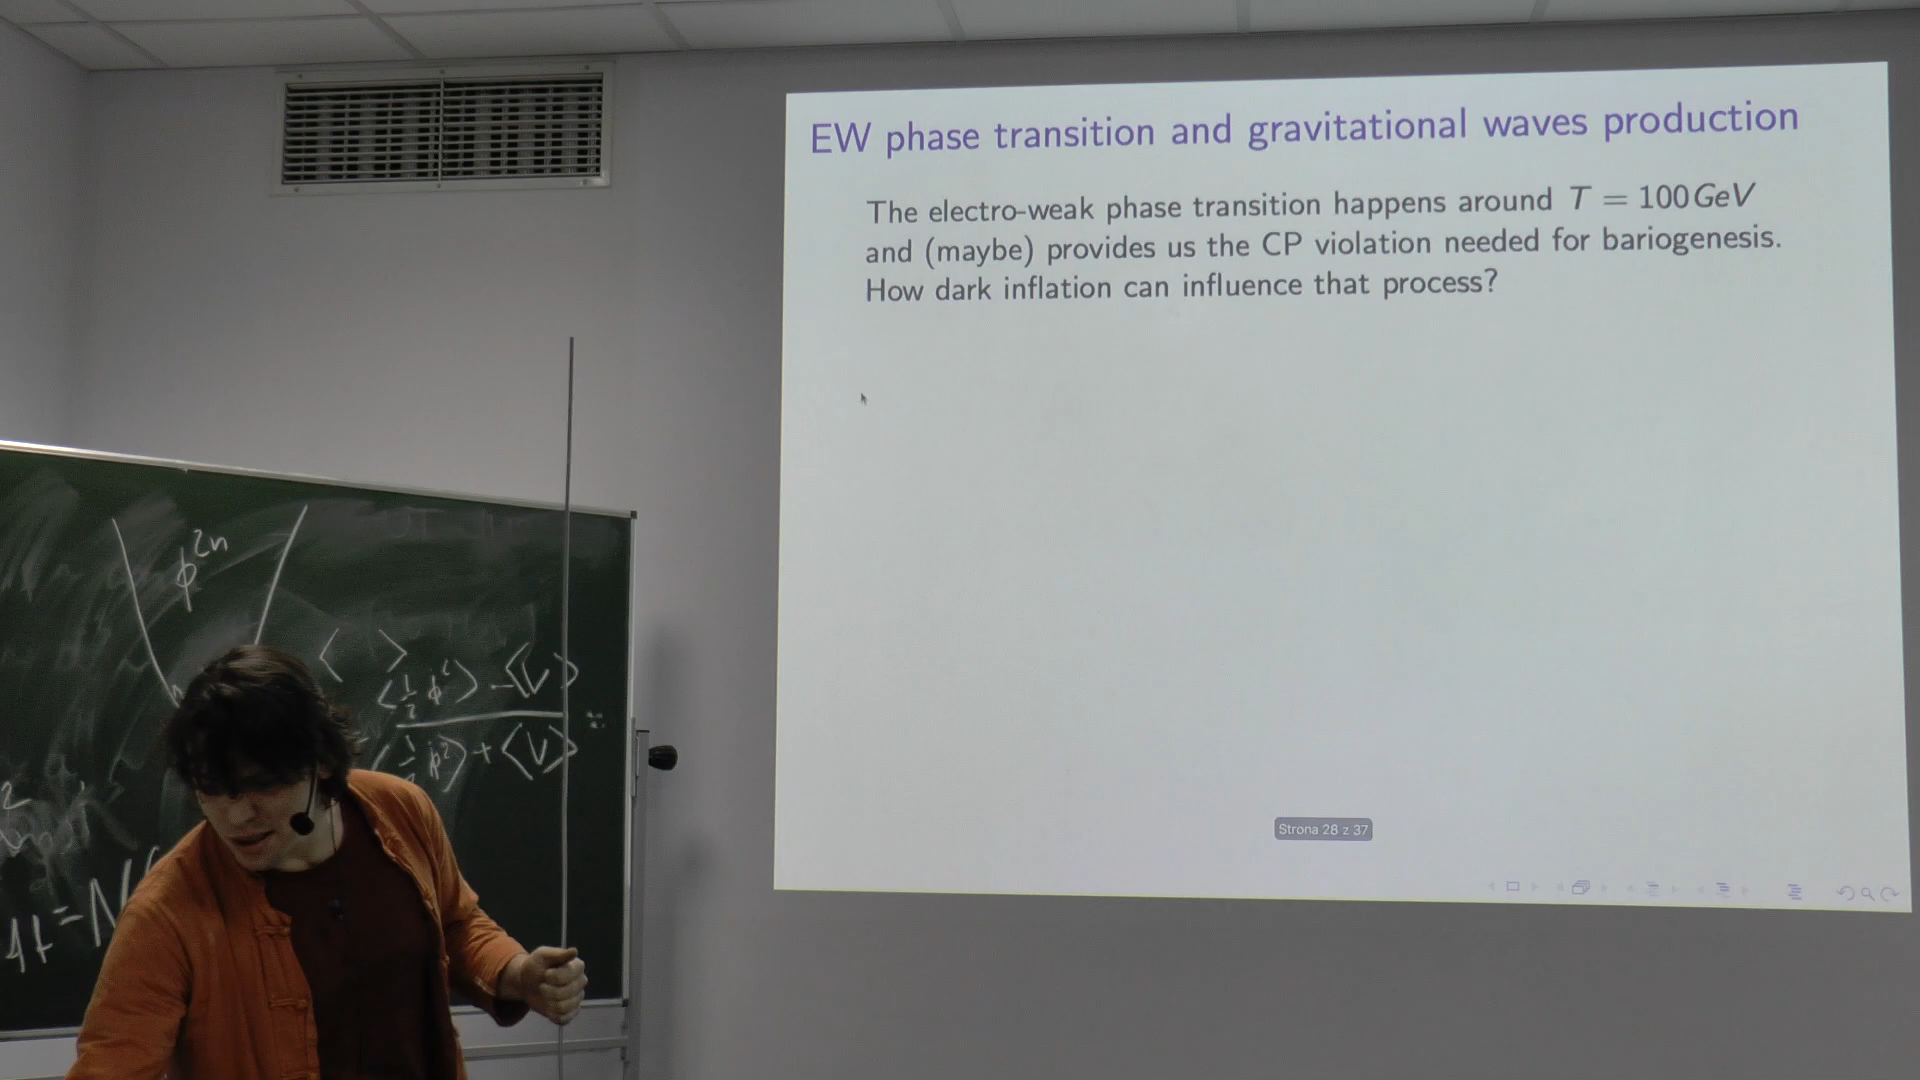 EW phase transition and gravitational waves production
The electro-weak phase transition happens around T = 100 GeV
and (maybe) provides us the CP violation needed for bariogenesis.
How dark inflation can influence that process?
Strona 28 z 37
ϕ^2n
⟨ ⟩
⟨1/2 ϕ̇²⟩ - ⟨V⟩
⟨1/2 ϕ̇²⟩ + ⟨V⟩
=